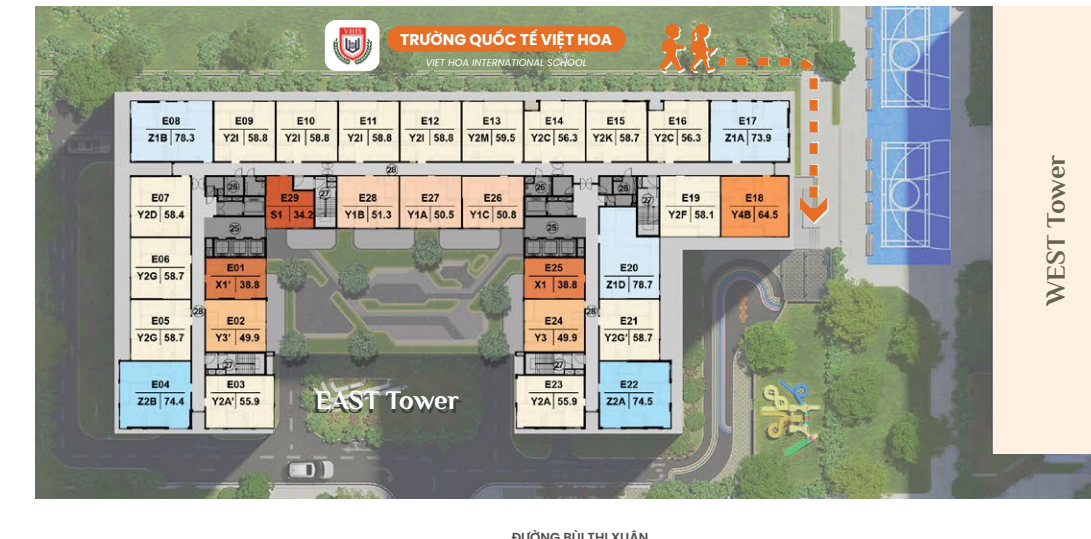 VHIS
TRƯỜNG QUỐC TẾ VIỆT HOA
VIET HOA INTERNATIONAL SCHOOL
E08
Z1B 78.3
E09
Y2I 58.8
E10
Y2I 58.8
E11
Y2I 58.8
E12
Y2I 58.8
E13
Y2M 59.5
E14
Y2C 56.3
E15
Y2K 58.7
E16
Y2C 56.3
E17
Z1A 73.9
28
E07
Y2D 58.4
26
E29
S1 34.2
27
E28
Y1B 51.3
E27
Y1A 50.5
E26
Y1C 50.8
26
26
27
E19
Y2F 58.1
E18
Y4B 64.5
25
25
E06
Y2G 58.7
E01
X1' 38.8
E25
X1 38.8
E20
Z1D 78.7
28
28
E05
Y2G 58.7
E02
Y3' 49.9
E24
Y3 49.9
E21
Y2G' 58.7
27
27
E04
Z2B 74.4
E03
Y2A' 55.9
E23
Y2A 55.9
E22
Z2A 74.5
EAST Tower
WEST Tower
ĐƯỜNG BÙI THỊ XUÂN